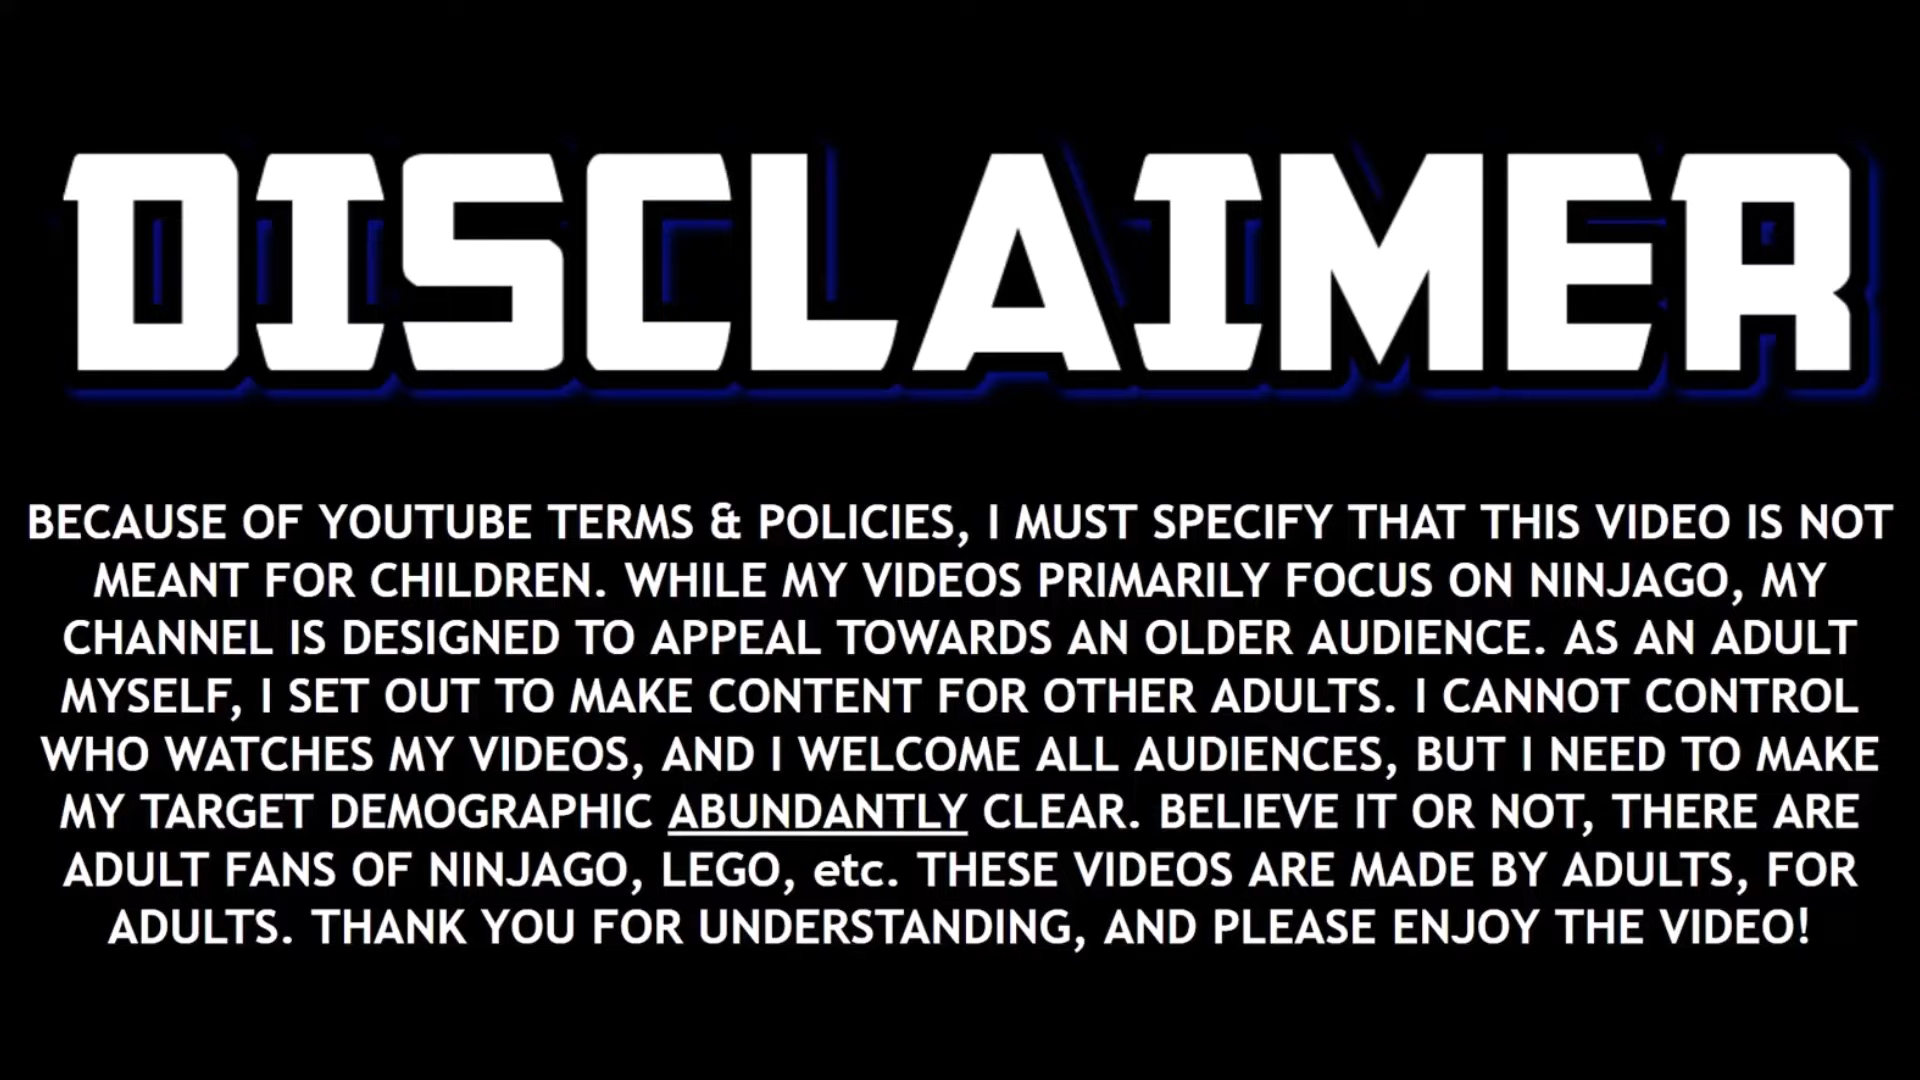 DISCLAIMER
BECAUSE OF YOUTUBE TERMS & POLICIES, I MUST SPECIFY THAT THIS VIDEO IS NOT
MEANT FOR CHILDREN. WHILE MY VIDEOS PRIMARILY FOCUS ON NINJAGO, MY
CHANNEL IS DESIGNED TO APPEAL TOWARDS AN OLDER AUDIENCE. AS AN ADULT
MYSELF, I SET OUT TO MAKE CONTENT FOR OTHER ADULTS. I CANNOT CONTROL
WHO WATCHES MY VIDEOS, AND I WELCOME ALL AUDIENCES, BUT I NEED TO MAKE
MY TARGET DEMOGRAPHIC ABUNDANTLY CLEAR. BELIEVE IT OR NOT, THERE ARE
ADULT FANS OF NINJAGO, LEGO, etc. THESE VIDEOS ARE MADE BY ADULTS, FOR
ADULTS. THANK YOU FOR UNDERSTANDING, AND PLEASE ENJOY THE VIDEO!